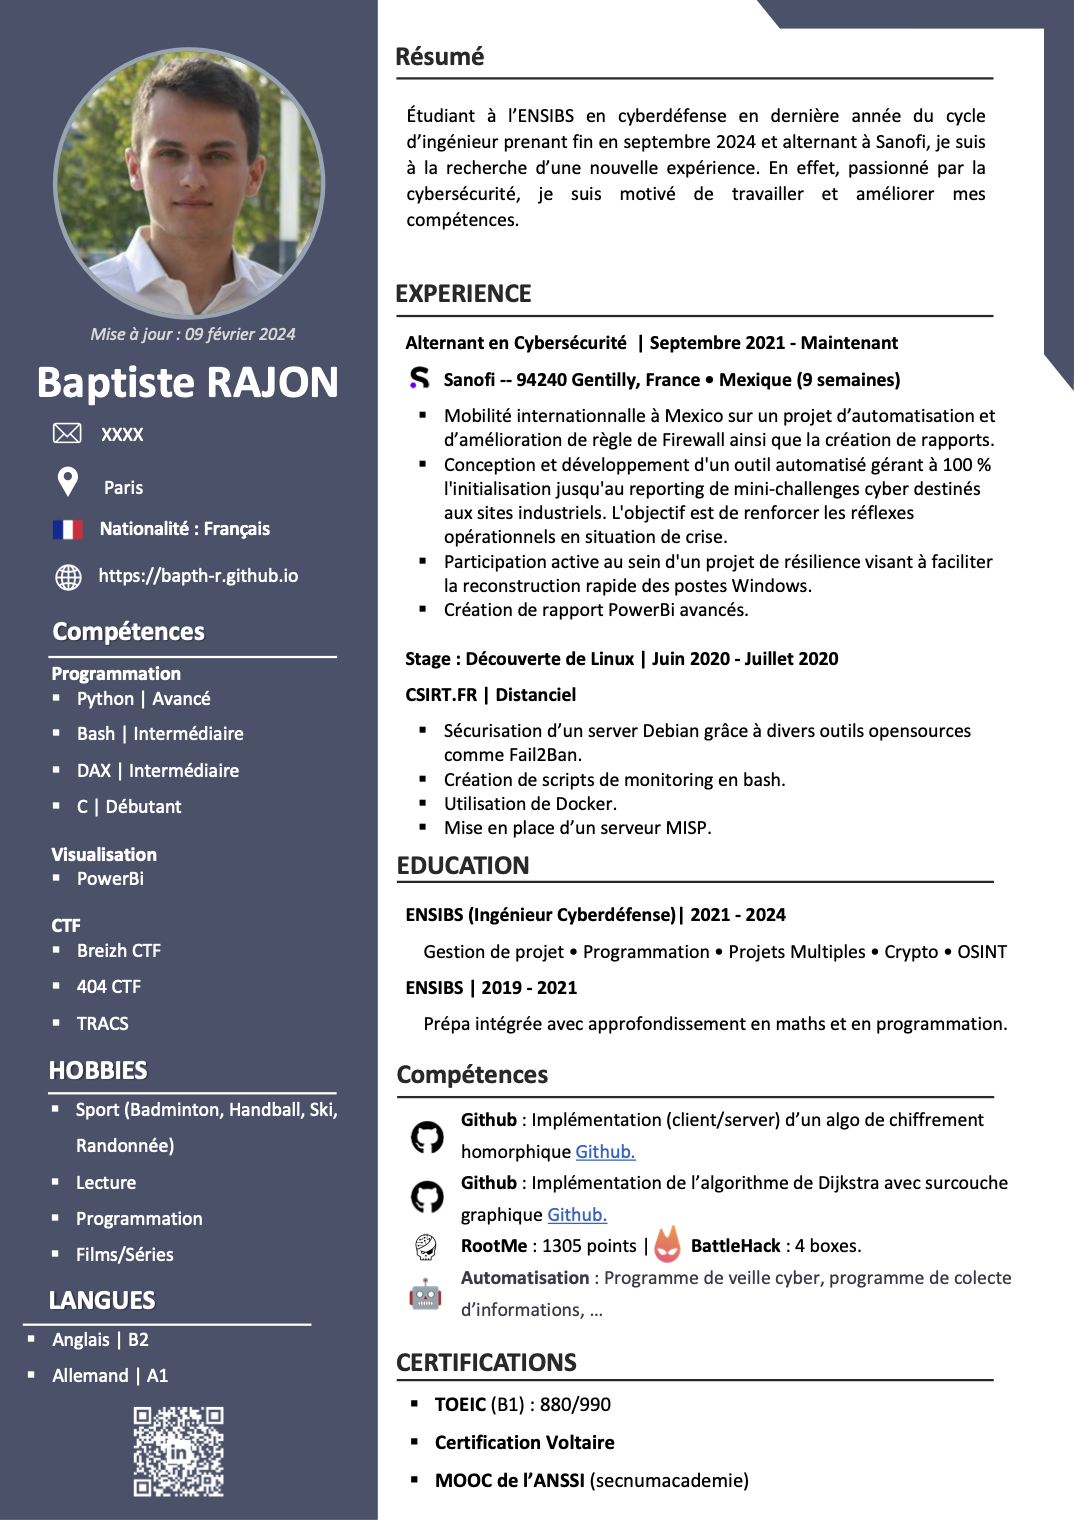 Mise à jour : 09 février 2024
Baptiste RAJON
XXXX
Paris
Nationalité : Français
https://bapth-r.github.io
Compétences
Programmation
▪ Python | Avancé
▪ Bash | Intermédiaire
▪ DAX | Intermédiaire
▪ C | Débutant
Visualisation
▪ PowerBi
CTF
▪ Breizh CTF
▪ 404 CTF
▪ TRACS
HOBBIES
▪ Sport (Badminton, Handball, Ski,
Randonnée)
▪ Lecture
▪ Programmation
▪ Films/Séries
LANGUES
▪ Anglais | B2
▪ Allemand | A1
in
Résumé
Étudiant à l’ENSIBS en cyberdéfense en dernière année du cycle
d’ingénieur prenant fin en septembre 2024 et alternant à Sanofi, je suis
à la recherche d’une nouvelle expérience. En effet, passionné par la
cybersécurité, je suis motivé de travailler et améliorer mes
compétences.
EXPERIENCE
Alternant en Cybersécurité | Septembre 2021 - Maintenant
Sanofi -- 94240 Gentilly, France • Mexique (9 semaines)
▪ Mobilité internationnale à Mexico sur un projet d’automatisation et
d’amélioration de règle de Firewall ainsi que la création de rapports.
▪ Conception et développement d'un outil automatisé gérant à 100 %
l'initialisation jusqu'au reporting de mini-challenges cyber destinés
aux sites industriels. L'objectif est de renforcer les réflexes
opérationnels en situation de crise.
▪ Participation active au sein d'un projet de résilience visant à faciliter
la reconstruction rapide des postes Windows.
▪ Création de rapport PowerBi avancés.
Stage : Découverte de Linux | Juin 2020 - Juillet 2020
CSIRT.FR | Distanciel
▪ Sécurisation d’un server Debian grâce à divers outils opensources
comme Fail2Ban.
▪ Création de scripts de monitoring en bash.
▪ Utilisation de Docker.
▪ Mise en place d’un serveur MISP.
EDUCATION
ENSIBS (Ingénieur Cyberdéfense)| 2021 - 2024
Gestion de projet • Programmation • Projets Multiples • Crypto • OSINT
ENSIBS | 2019 - 2021
Prépa intégrée avec approfondissement en maths et en programmation.
Compétences
Github : Implémentation (client/server) d’un algo de chiffrement
homorphique Github.
Github : Implémentation de l’algorithme de Dijkstra avec surcouche
graphique Github.
RootMe : 1305 points | BattleHack : 4 boxes.
Automatisation : Programme de veille cyber, programme de colecte
d’informations, …
CERTIFICATIONS
▪ TOEIC (B1) : 880/990
▪ Certification Voltaire
▪ MOOC de l’ANSSI (secnumacademie)